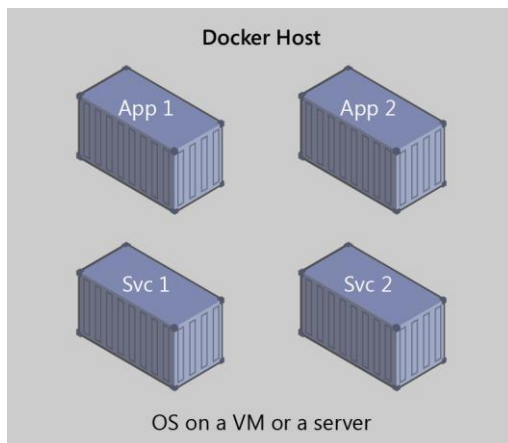 Docker Host
App 1
App 2
Svc 1
Svc 2
OS on a VM or a server